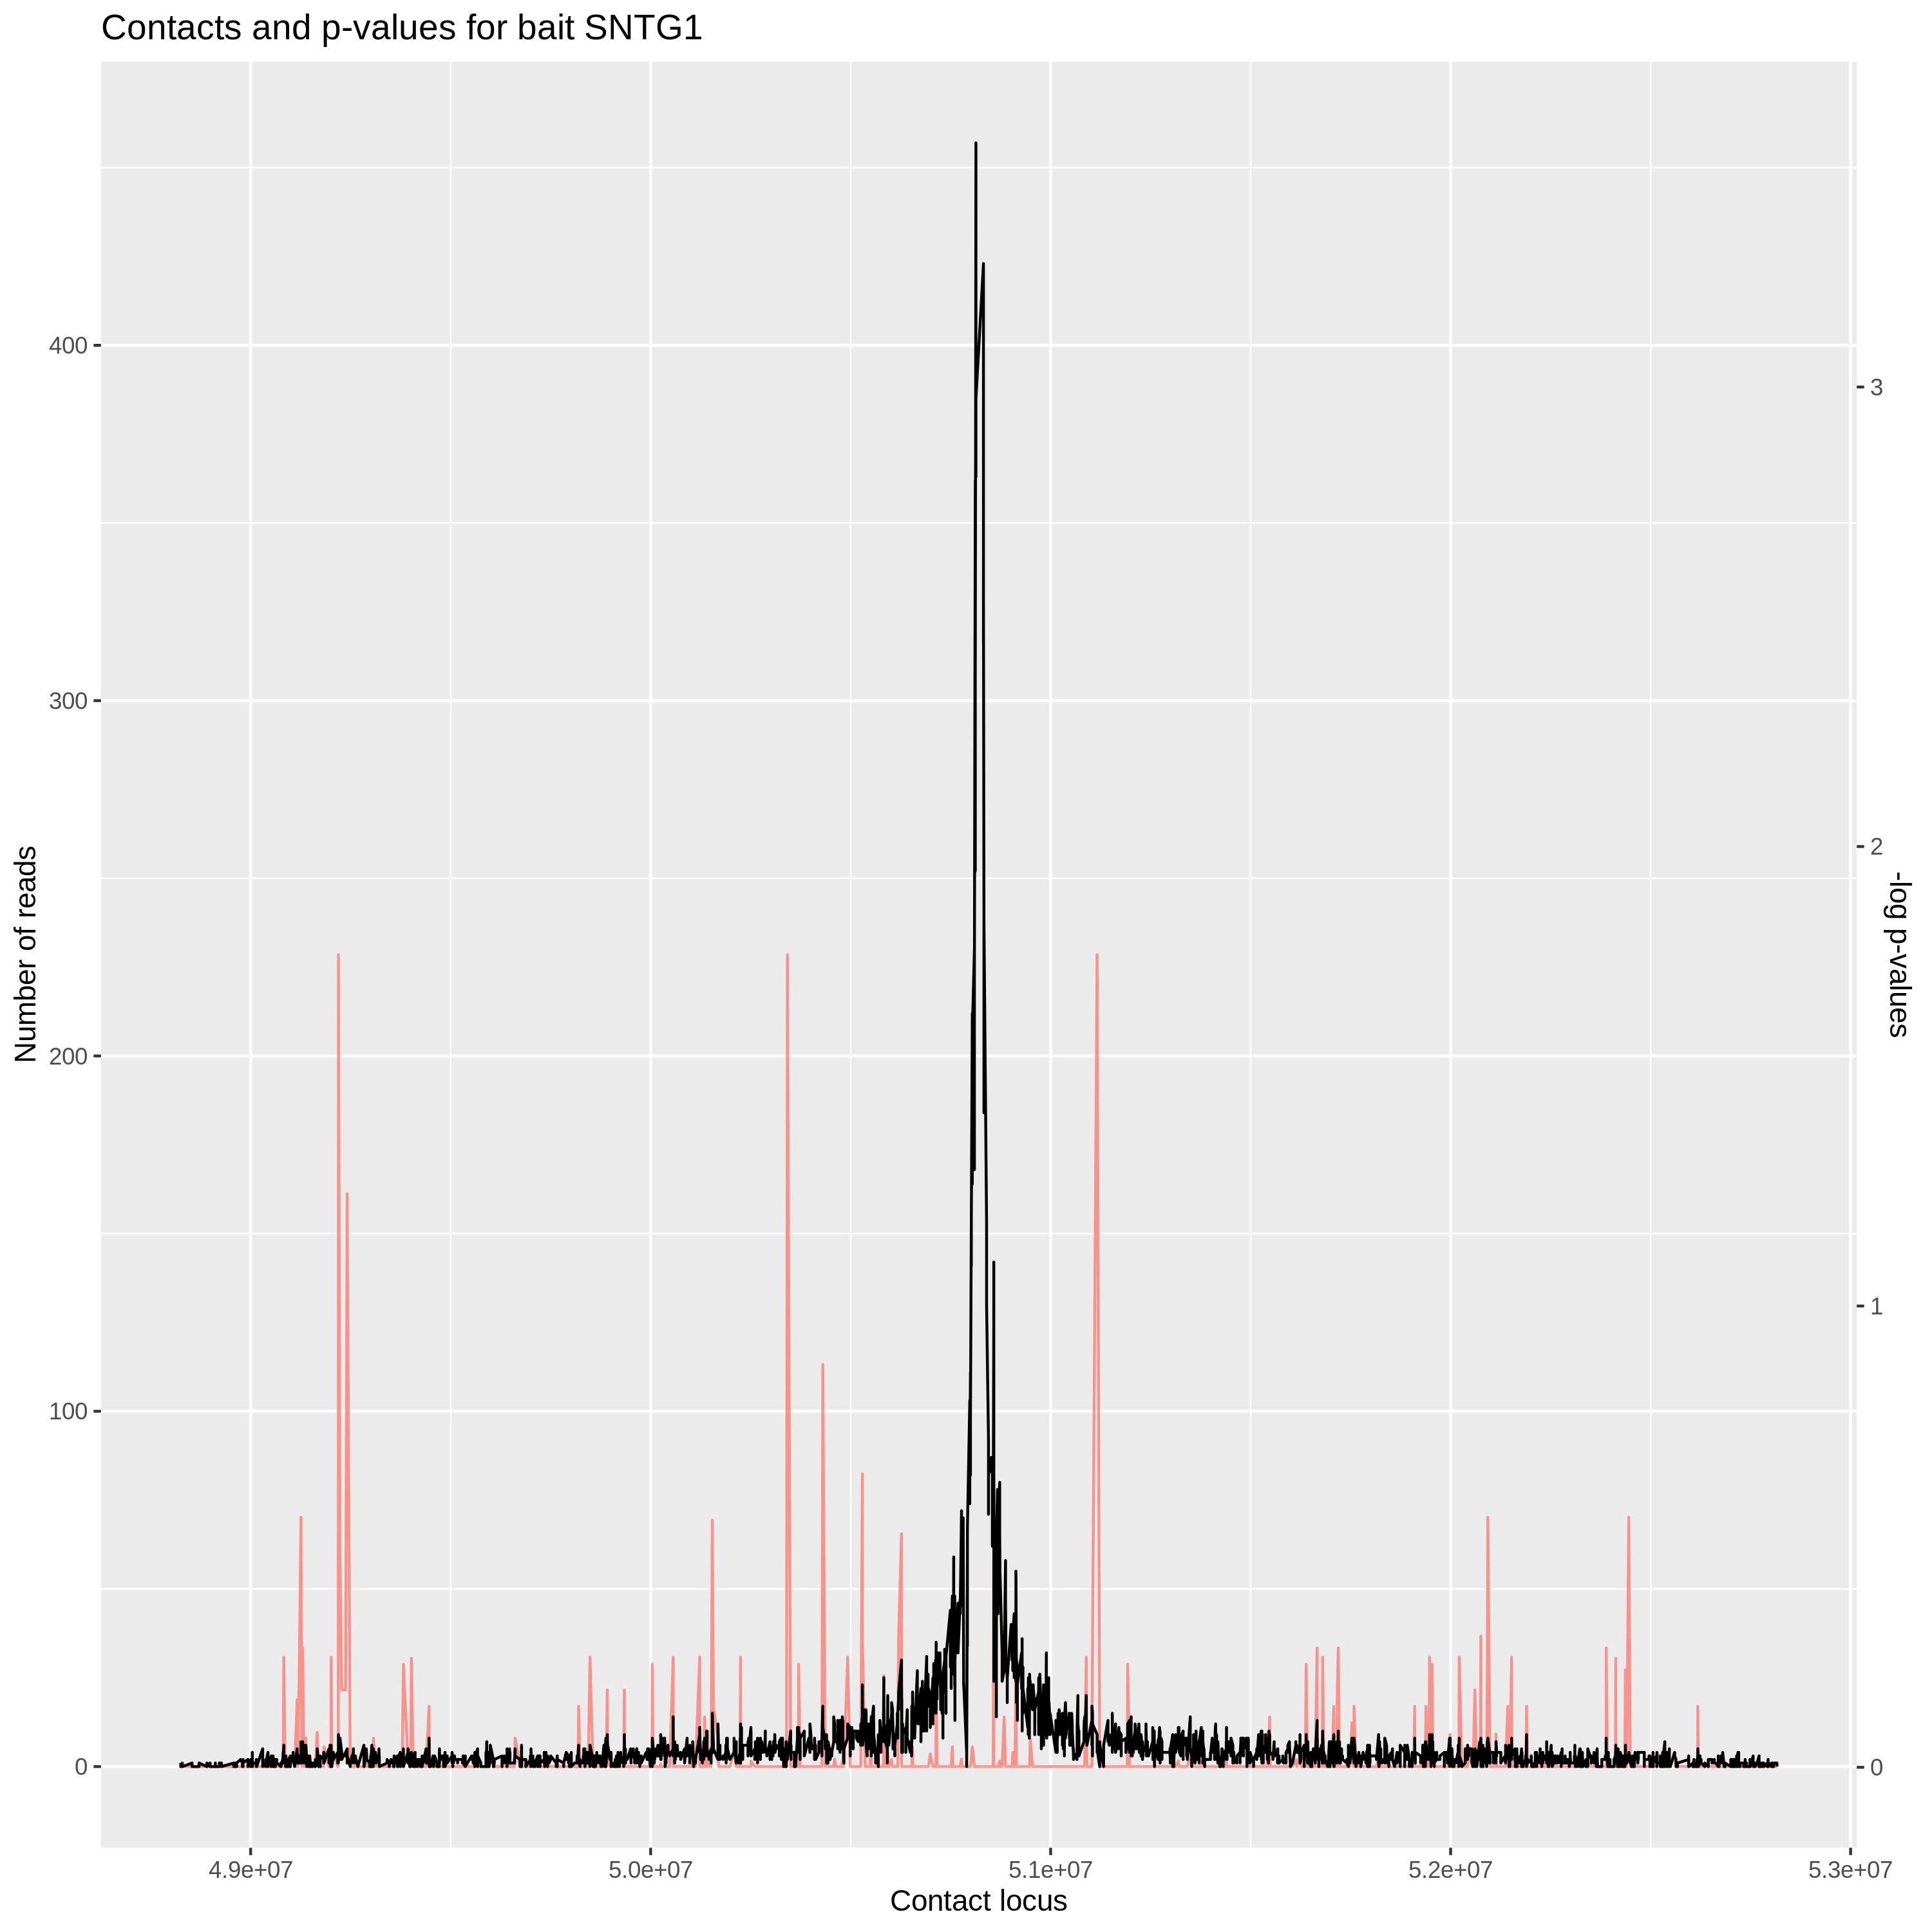 Contacts and p-values for bait SNTG1
400
300
200
100
0
Number of reads
3
2
1
0
-log p-values
4.9e+07 5.0e+07 5.1e+07 5.2e+07 5.3e+07
Contact locus